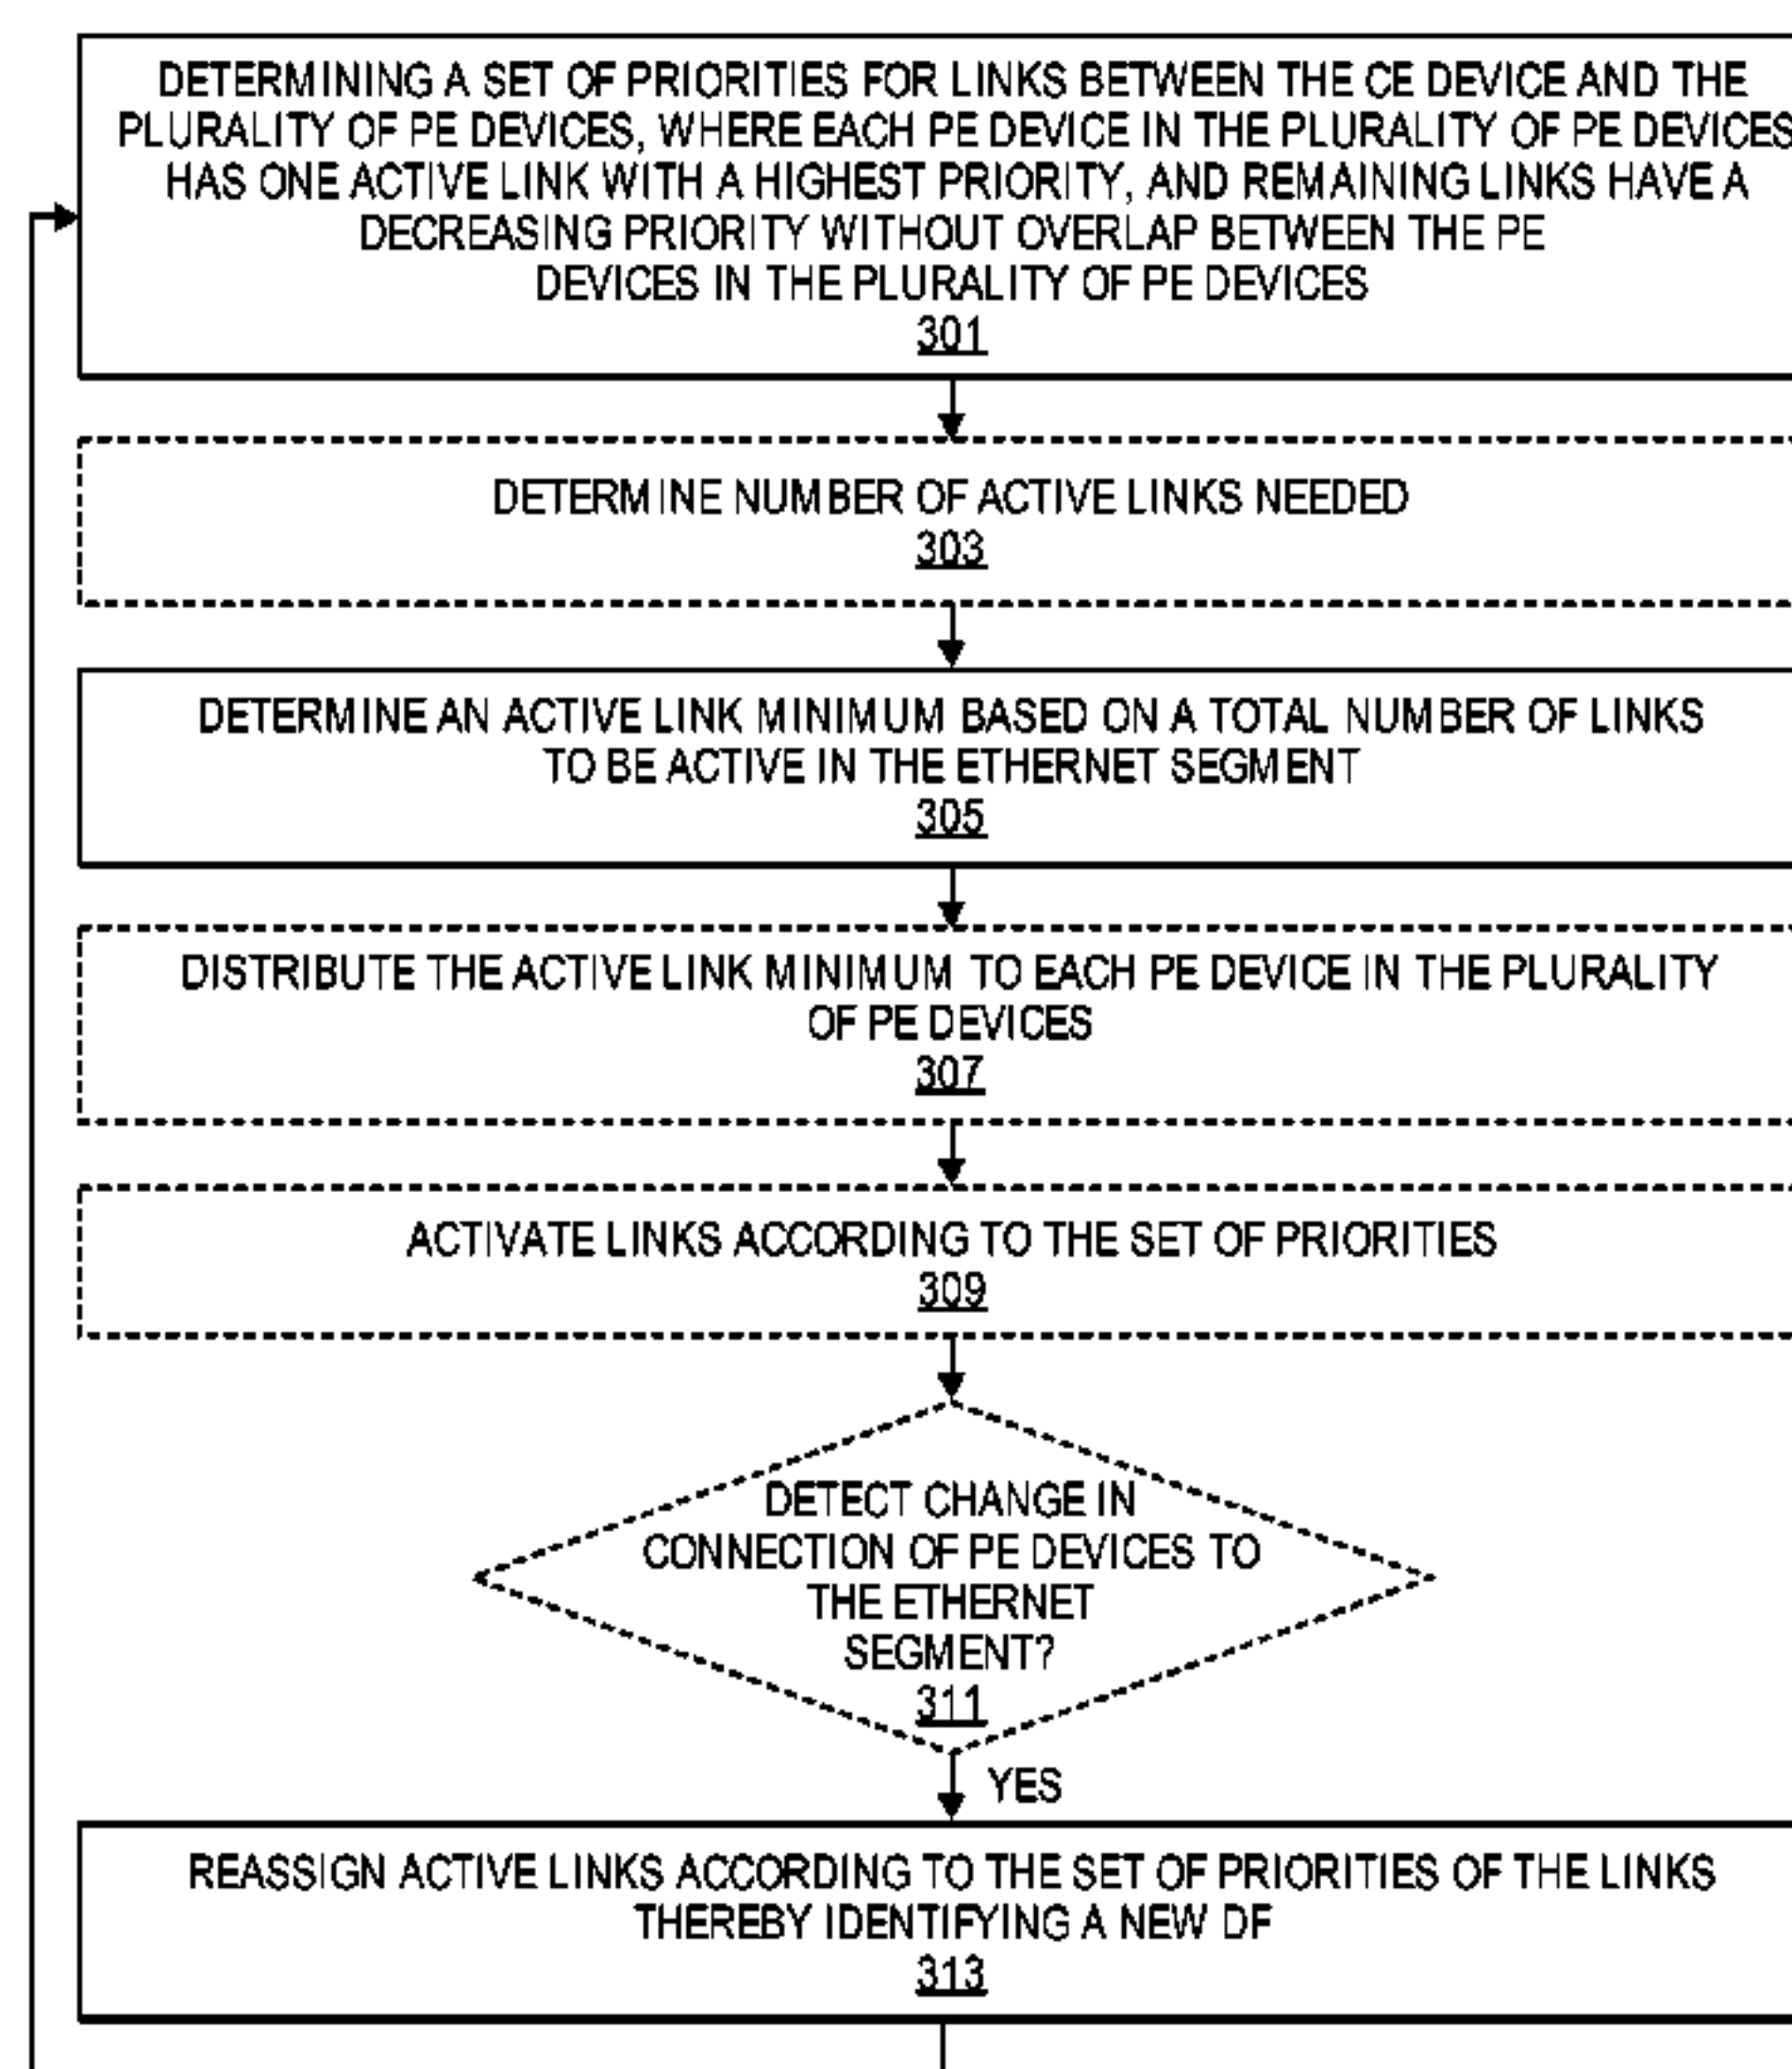 DETERMINING A SET OF PRIORITIES FOR LINKS BETWEEN THE CE DEVICE AND THE
PLURALITY OF PE DEVICES, WHERE EACH PE DEVICE IN THE PLURALITY OF PE DEVICES
HAS ONE ACTIVE LINK WITH A HIGHEST PRIORITY, AND REMAINING LINKS HAVE A
DECREASING PRIORITY WITHOUT OVERLAP BETWEEN THE PE
DEVICES IN THE PLURALITY OF PE DEVICES
301
DETERMINE NUMBER OF ACTIVE LINKS NEEDED
303
DETERMINE AN ACTIVE LINK MINIMUM BASED ON A TOTAL NUMBER OF LINKS
TO BE ACTIVE IN THE ETHERNET SEGMENT
305
DISTRIBUTE THE ACTIVE LINK MINIMUM TO EACH PE DEVICE IN THE PLURALITY
OF PE DEVICES
307
ACTIVATE LINKS ACCORDING TO THE SET OF PRIORITIES
309
DETECT CHANGE IN
CONNECTION OF PE DEVICES TO
THE ETHERNET
SEGMENT?
311
YES
REASSIGN ACTIVE LINKS ACCORDING TO THE SET OF PRIORITIES OF THE LINKS
THEREBY IDENTIFYING A NEW DF
313